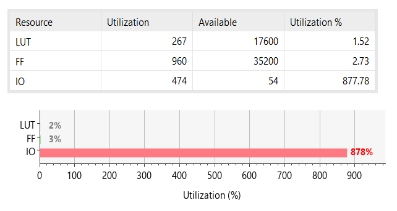 Resource Utilization Available Utilization %
LUT 267 17600 1.52
FF 960 35200 2.73
IO 474 54 877.78
LUT 2%
FF 3%
IO 878%
0 100 200 300 400 500 600 700 800 900
Utilization (%)